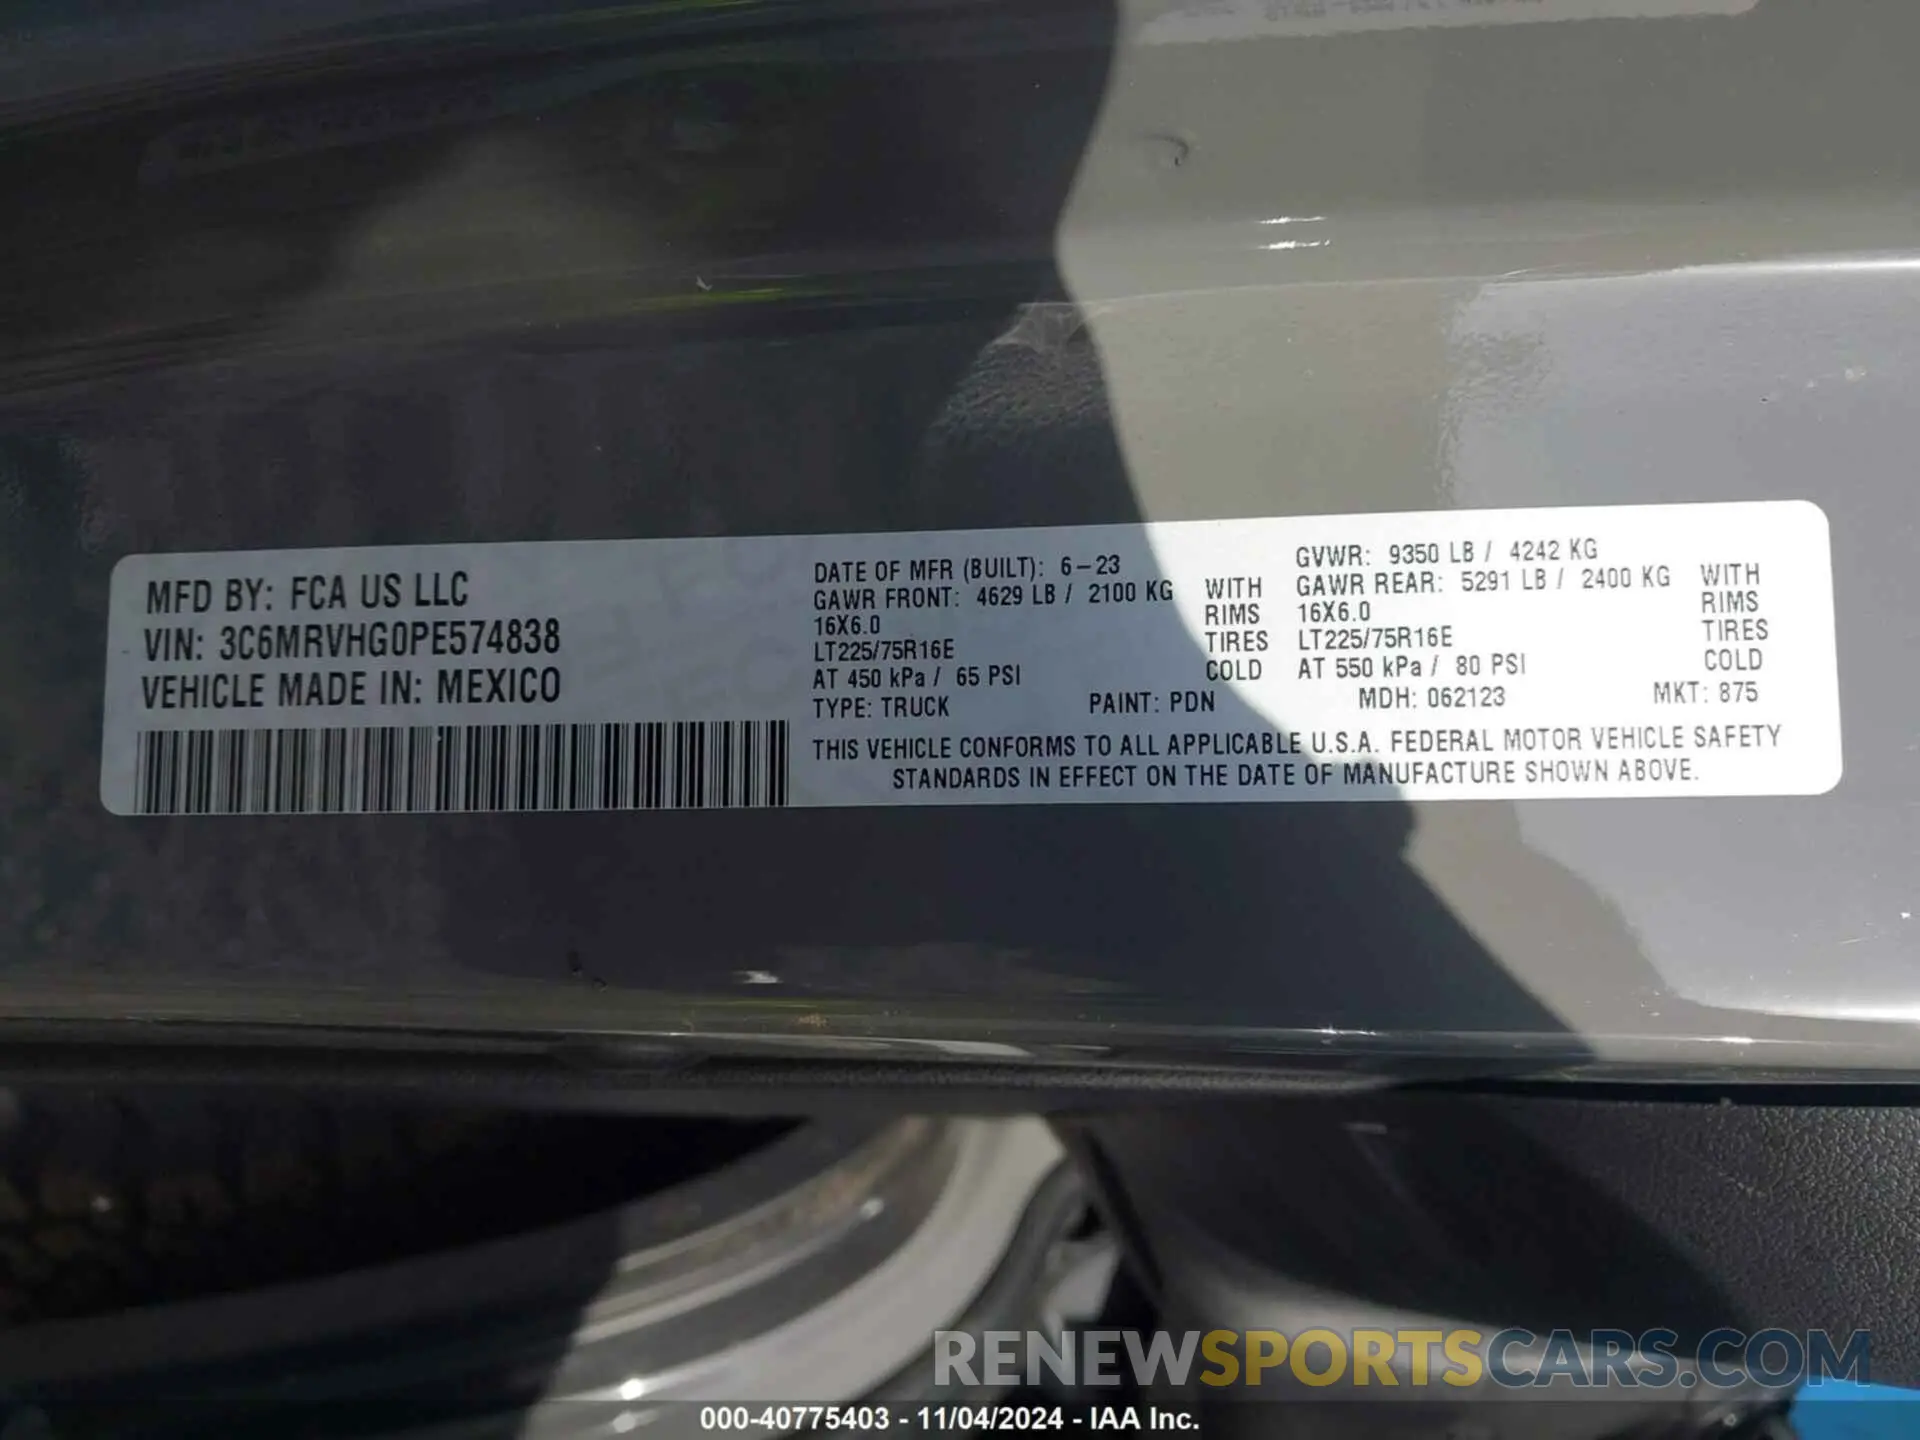 MFD BY: FCA US LLC
VIN: 3C6MRVHG0PE574838
VEHICLE MADE IN: MEXICO
DATE OF MFR (BUILT): 6-23
GAWR FRONT: 4629 LB / 2100 KG WITH
16X6.0 RIMS
LT225/75R16E TIRES
AT 450 kPa / 65 PSI COLD
GVWR: 9350 LB / 4242 KG
GAWR REAR: 5291 LB / 2400 KG WITH
16X6.0 RIMS
LT225/75R16E TIRES
AT 550 kPa / 80 PSI COLD
TYPE: TRUCK PAINT: PDN MDH: 062123 MKT: 875
THIS VEHICLE CONFORMS TO ALL APPLICABLE U.S.A. FEDERAL MOTOR VEHICLE SAFETY
STANDARDS IN EFFECT ON THE DATE OF MANUFACTURE SHOWN ABOVE.
RENEWSPORTSCARS.COM
000-40775403 - 11/04/2024 - IAA Inc.